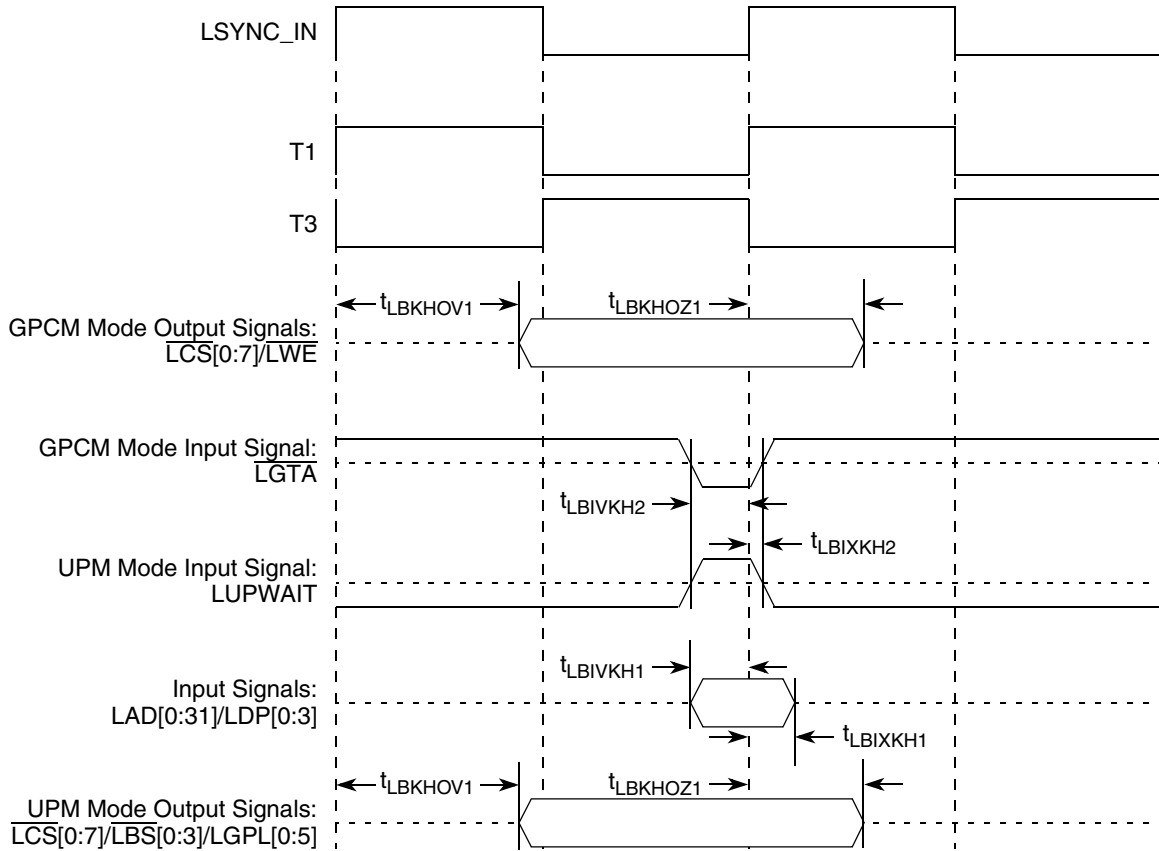 LSYNC_IN
T1
T3
tLBKHOV1
tLBKHOZ1
GPCM Mode Output Signals:
LCS[0:7]/LWE
GPCM Mode Input Signal:
LGTA
tLBIVKH2
tLBIXKH2
UPM Mode Input Signal:
LUPWAIT
tLBIVKH1
Input Signals:
LAD[0:31]/LDP[0:3]
tLBIXKH1
tLBKHOV1
tLBKHOZ1
UPM Mode Output Signals:
LCS[0:7]/LBS[0:3]/LGPL[0:5]